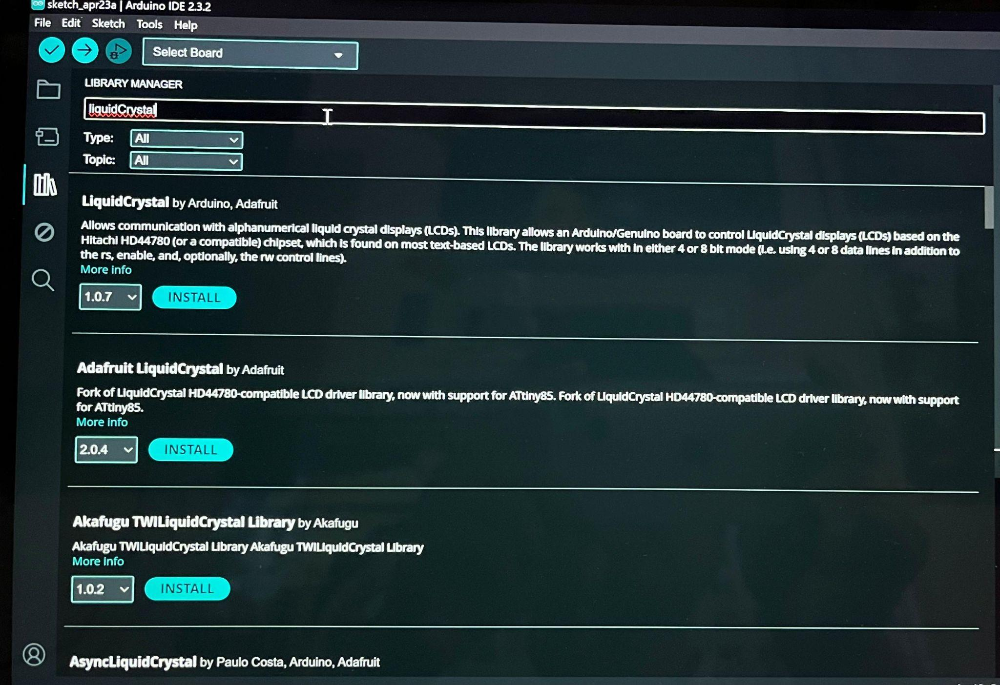 sketch_apr23a | Arduino IDE 2.3.2
File Edit Sketch Tools Help
Select Board
LIBRARY MANAGER
liquidCrystal
Type: All
Topic: All
LiquidCrystal by Arduino, Adafruit
Allows communication with alphanumerical liquid crystal displays (LCDs). This library allows an Arduino/Genuino board to control LiquidCrystal displays (LCDs) based on the
Hitachi HD44780 (or a compatible) chipset, which is found on most text-based LCDs. The library works with in either 4 or 8 bit mode (i.e. using 4 or 8 data lines in addition to
the rs, enable, and, optionally, the rw control lines).
More info
1.0.7 INSTALL
Adafruit LiquidCrystal by Adafruit
Fork of LiquidCrystal HD44780-compatible LCD driver library, now with support for ATtiny85. Fork of LiquidCrystal HD44780-compatible LCD driver library, now with support
for ATtiny85.
More info
2.0.4 INSTALL
Akafugu TWILiquidCrystal Library by Akafugu
Akafugu TWILiquidCrystal Library Akafugu TWILiquidCrystal Library
More info
1.0.2 INSTALL
AsyncLiquidCrystal by Paulo Costa, Arduino, Adafruit